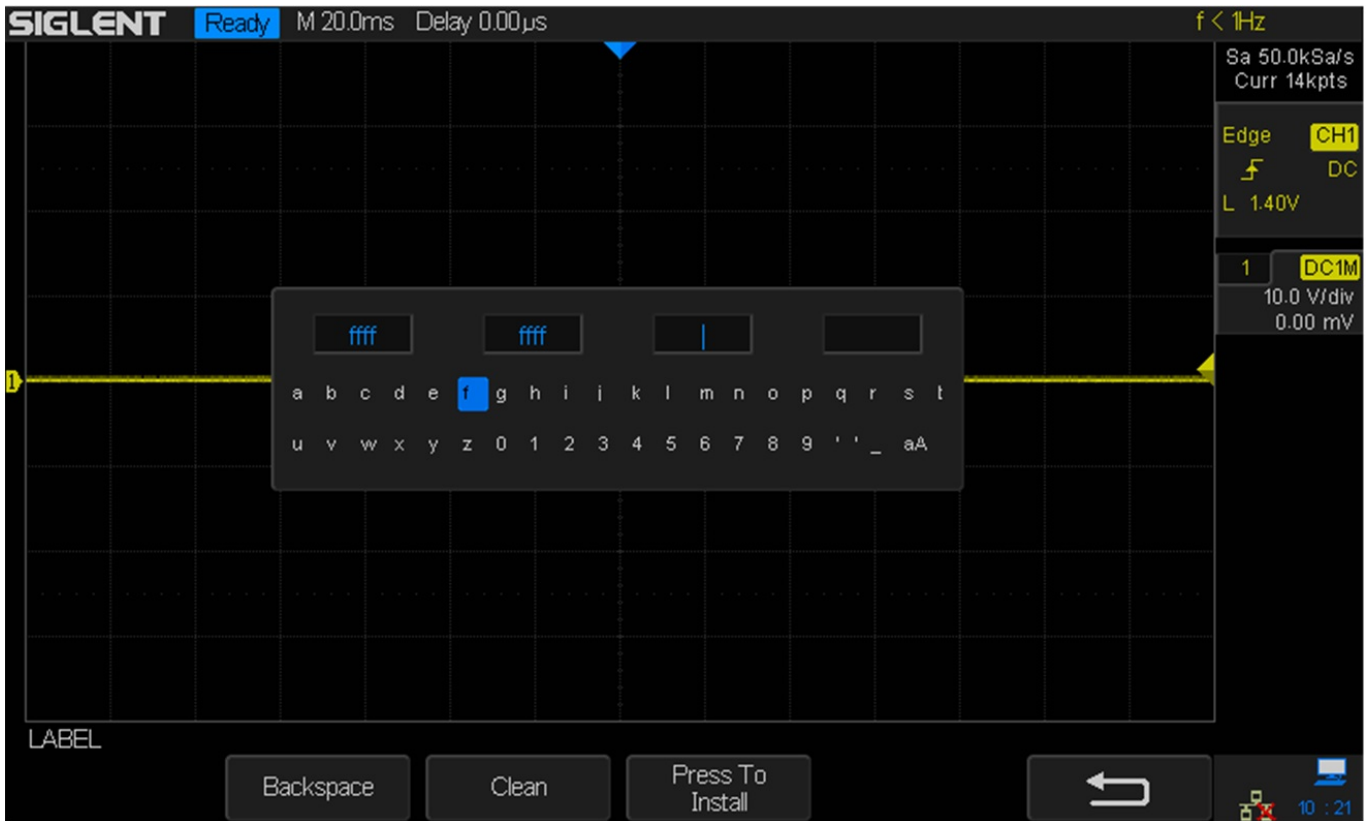 SIGLENT Ready M 20.0ms Delay 0.00µs f < 1Hz
Sa 50.0kSa/s
Curr 14kpts
Edge CH1
DC
L 1.40V
1 DC1M
10.0 V/div
0.00 mV
ffff ffff
1
a b c d e f g h i j k l m n o p q r s t
u v w x y z 0 1 2 3 4 5 6 7 8 9 ' ' _ aA
LABEL
Backspace
Clean
Press To
Install
10 : 21